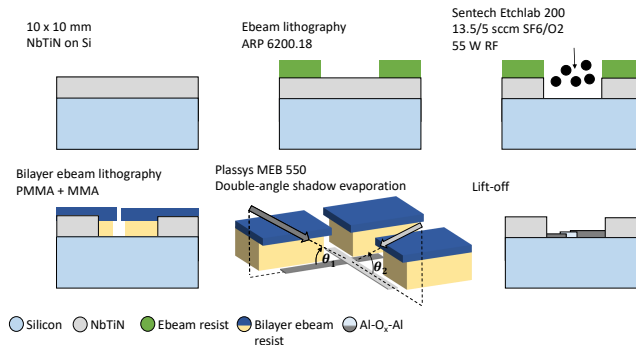 10 x 10 mm
NbTiN on Si
Ebeam lithography
ARP 6200.18
Sentech Etchlab 200
13.5/5 sccm SF6/O2
55 W RF
Bilayer ebeam lithography
PMMA + MMA
Plassys MEB 550
Double-angle shadow evaporation
Lift-off
θ₁
θ₂
Silicon
NbTiN
Ebeam resist
Bilayer ebeam
resist
Al-Oₓ-Al